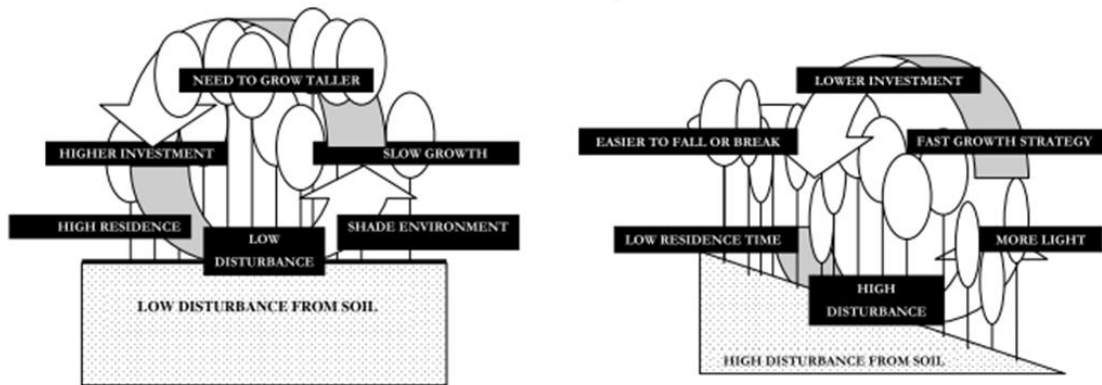 NEED TO GROW TALLER
HIGHER INVESTMENT
SLOW GROWTH
HIGH RESIDENCE
SHADE ENVIRONMENT
LOW
DISTURBANCE
LOW DISTURBANCE FROM SOIL
LOWER INVESTMENT
EASIER TO FALL OR BREAK
FAST GROWTH STRATEGY
LOW RESIDENCE TIME
MORE LIGHT
HIGH
DISTURBANCE
HIGH DISTURBANCE FROM SOIL